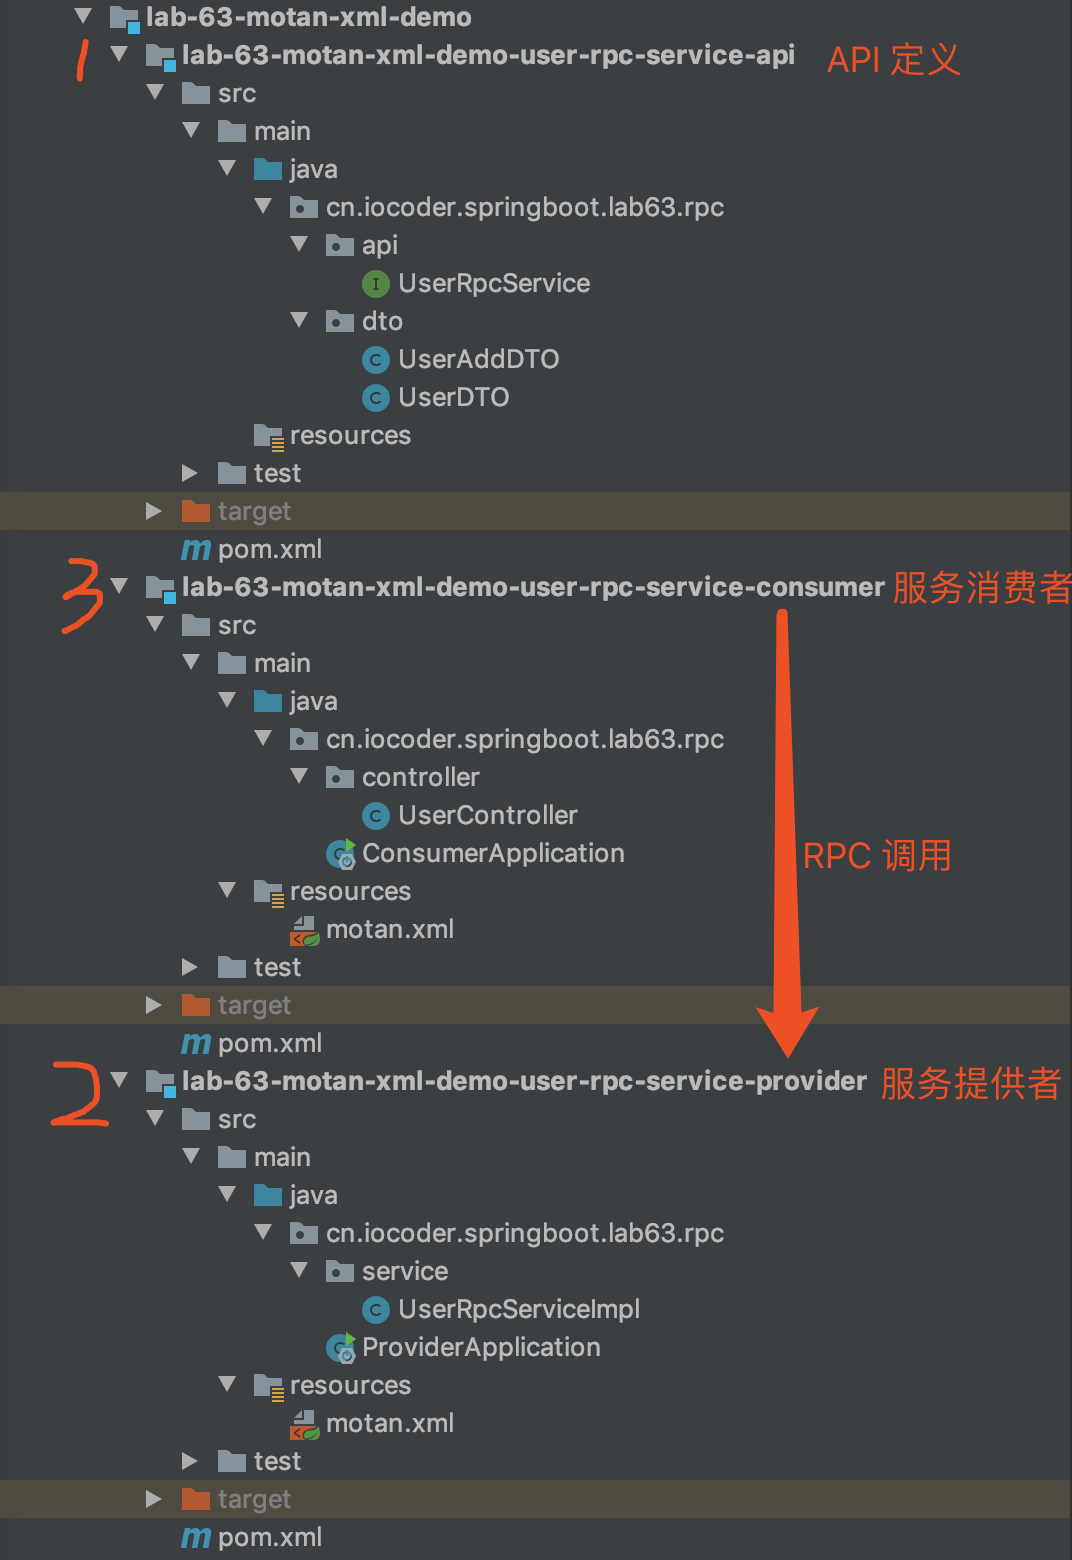 lab-63-motan-xml-demo
1 lab-63-motan-xml-demo-user-rpc-service-api API 定义
src
main
java
cn.iocoder.springboot.lab63.rpc
api
I UserRpcService
dto
C UserAddDTO
C UserDTO
resources
test
target
m pom.xml
3 lab-63-motan-xml-demo-user-rpc-service-consumer 服务消费者
src
main
java
cn.iocoder.springboot.lab63.rpc
controller
C UserController
C ConsumerApplication RPC 调用
resources
motan.xml
test
target
m pom.xml
2 lab-63-motan-xml-demo-user-rpc-service-provider 服务提供者
src
main
java
cn.iocoder.springboot.lab63.rpc
service
C UserRpcServiceImpl
C ProviderApplication
resources
motan.xml
test
target
m pom.xml